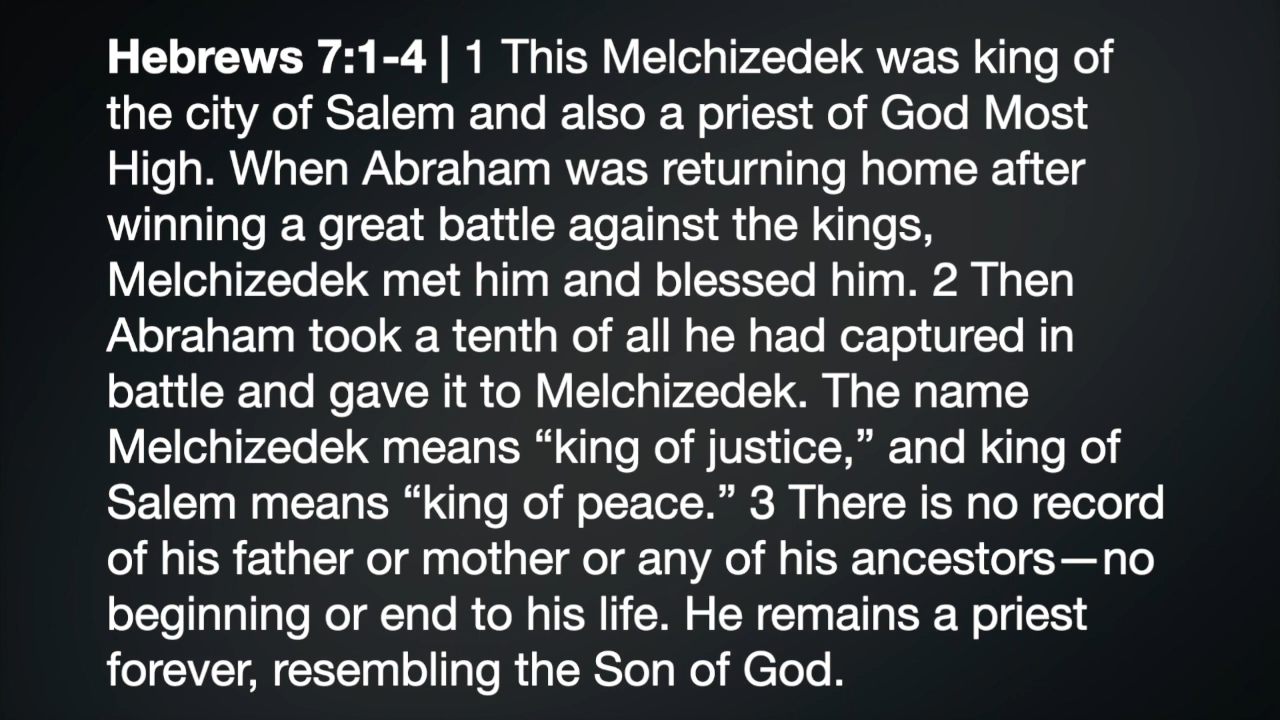 Hebrews 7:1-4 | 1 This Melchizedek was king of
the city of Salem and also a priest of God Most
High. When Abraham was returning home after
winning a great battle against the kings,
Melchizedek met him and blessed him. 2 Then
Abraham took a tenth of all he had captured in
battle and gave it to Melchizedek. The name
Melchizedek means “king of justice,” and king of
Salem means “king of peace.” 3 There is no record
of his father or mother or any of his ancestors—no
beginning or end to his life. He remains a priest
forever, resembling the Son of God.